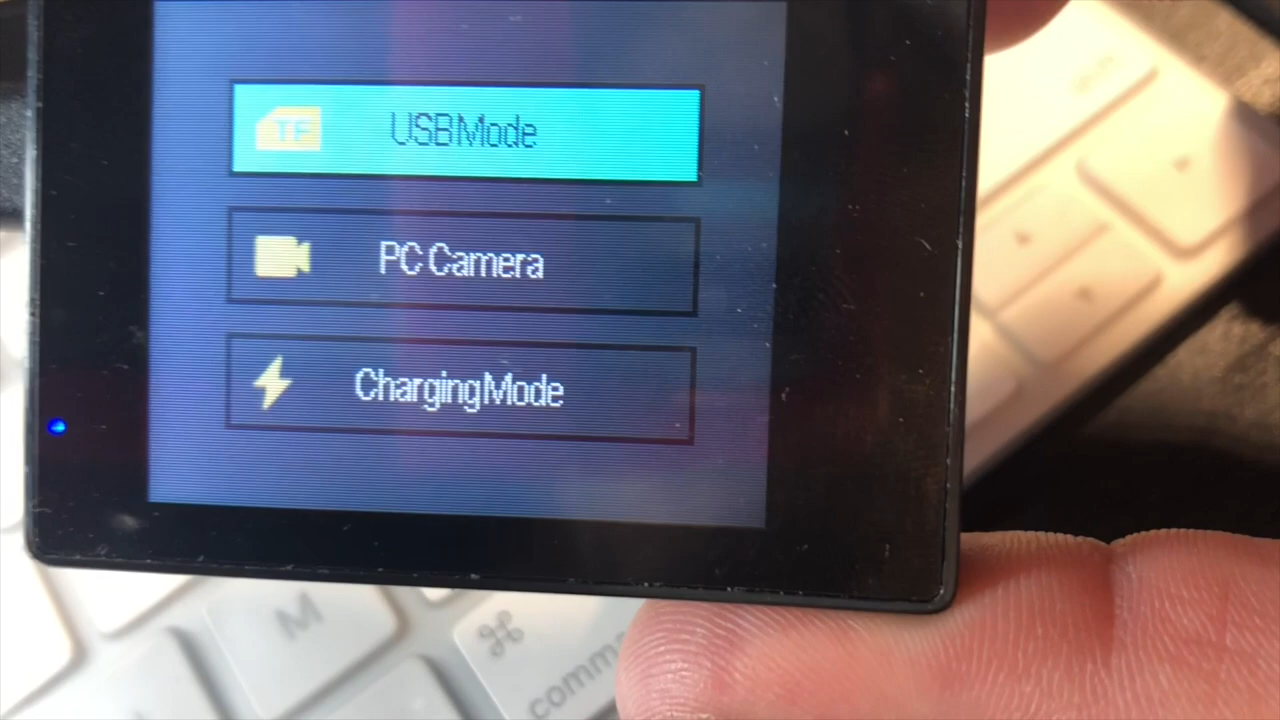 TF USB Mode
PC Camera
Charging Mode
M
⌘
comma